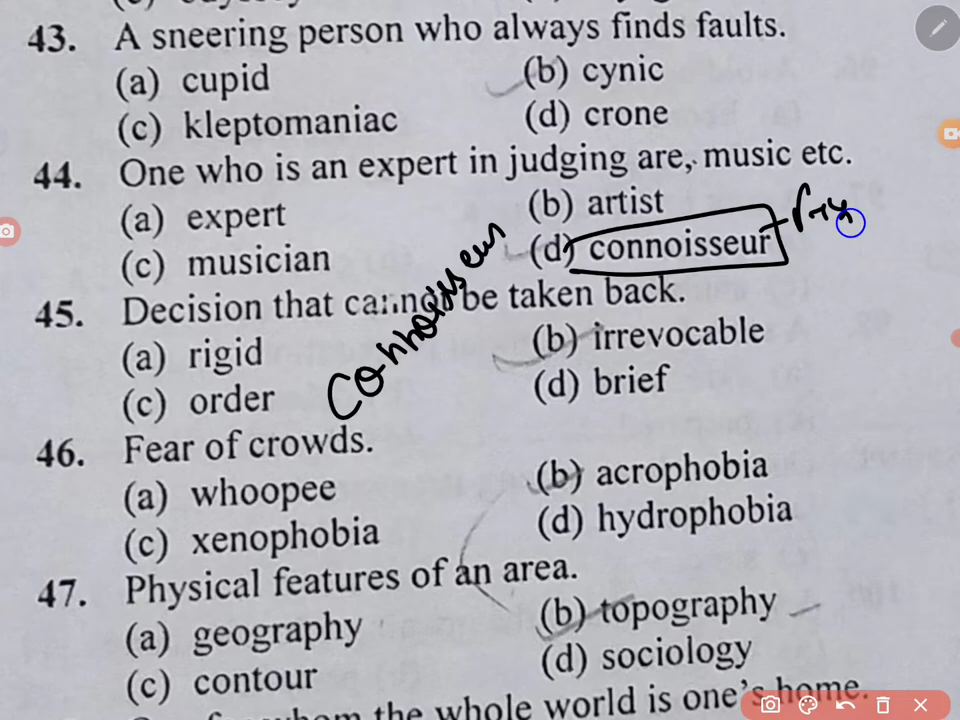 43. A sneering person who always finds faults.
(a) cupid (b) cynic
(c) kleptomaniac (d) crone
44. One who is an expert in judging are, music etc.
(a) expert (b) artist
(c) musician (d) connoisseur
Connoisseur
45. Decision that cannot be taken back.
(a) rigid (b) irrevocable
(c) order (d) brief
46. Fear of crowds.
(a) whoopee (b) acrophobia
(c) xenophobia (d) hydrophobia
47. Physical features of an area.
(a) geography (b) topography
(c) contour (d) sociology
whom the whole world is one's home.